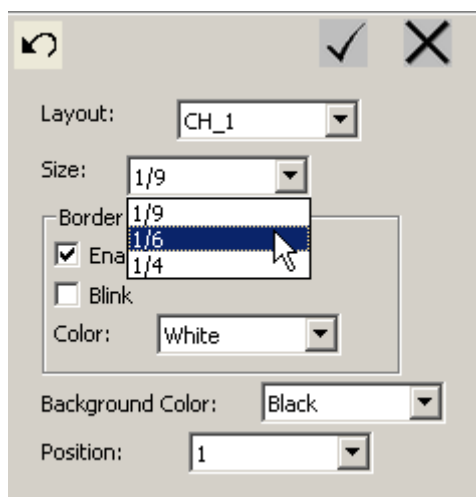 Layout: CH_1
Size: 1/9
Border 1/9
1/6
Ena 1/4
Blink
Color: White
Background Color: Black
Position: 1